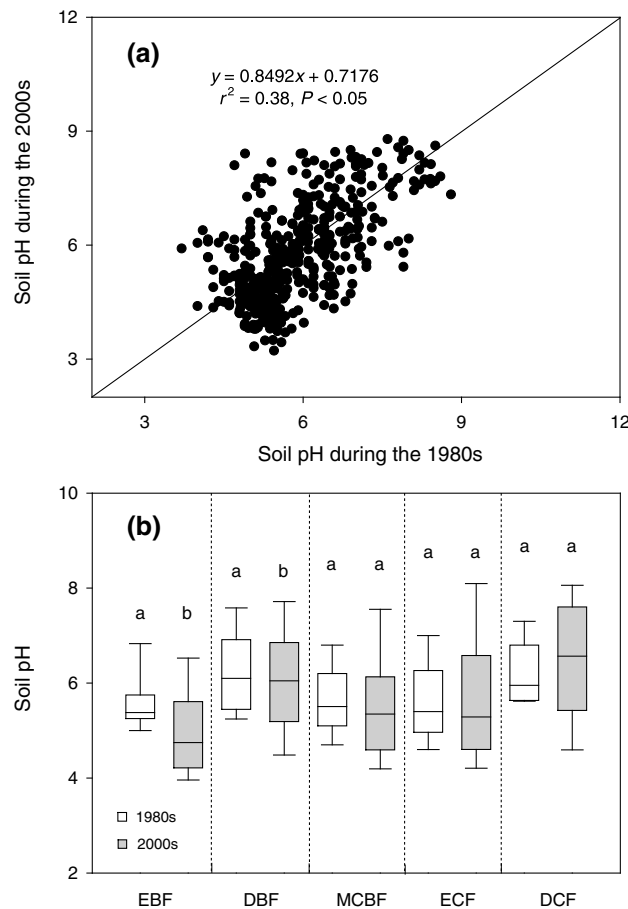 (a)
y = 0.8492x + 0.7176
r² = 0.38, P < 0.05
Soil pH during the 2000s
12
9
6
3
3 6 9 12
Soil pH during the 1980s
(b)
Soil pH
10
8
6
4
2
a b a b a a a a a a
1980s
2000s
EBF DBF MCBF ECF DCF